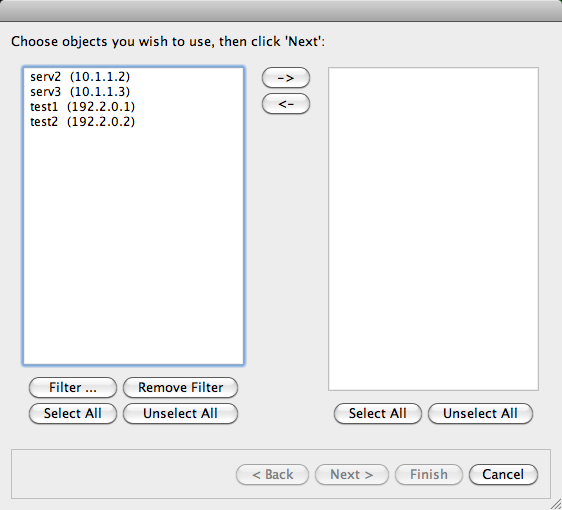 Choose objects you wish to use, then click 'Next':
serv2 (10.1.1.2)
serv3 (10.1.1.3)
test1 (192.2.0.1)
test2 (192.2.0.2)
->
<-
Filter ... Remove Filter
Select All Unselect All
Select All Unselect All
< Back Next > Finish Cancel